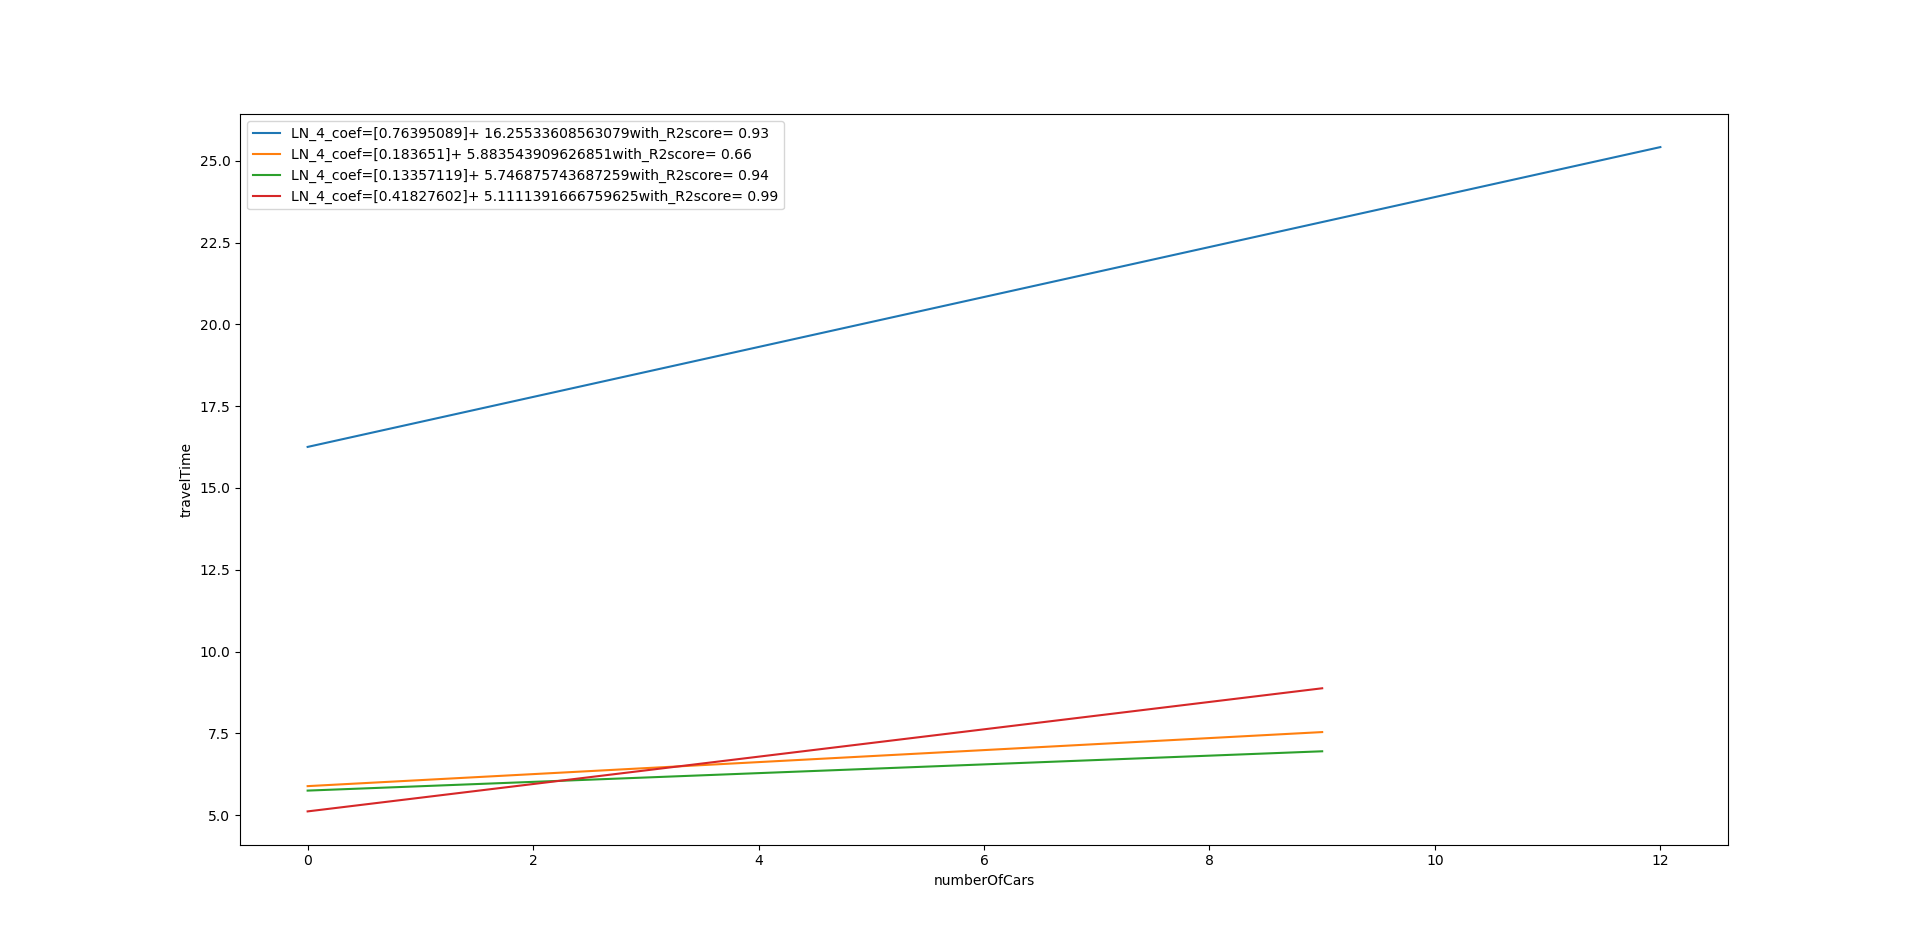 LN_4_coef=[0.76395089]+ 16.25533608563079with_R2score= 0.93
LN_4_coef=[0.183651]+ 5.883543909626851with_R2score= 0.66
LN_4_coef=[0.13357119]+ 5.746875743687259with_R2score= 0.94
LN_4_coef=[0.41827602]+ 5.1111391666759625with_R2score= 0.99
25.0
22.5
20.0
17.5
15.0
12.5
10.0
7.5
5.0
travelTime
0 2 4 6 8 10 12
numberOfCars